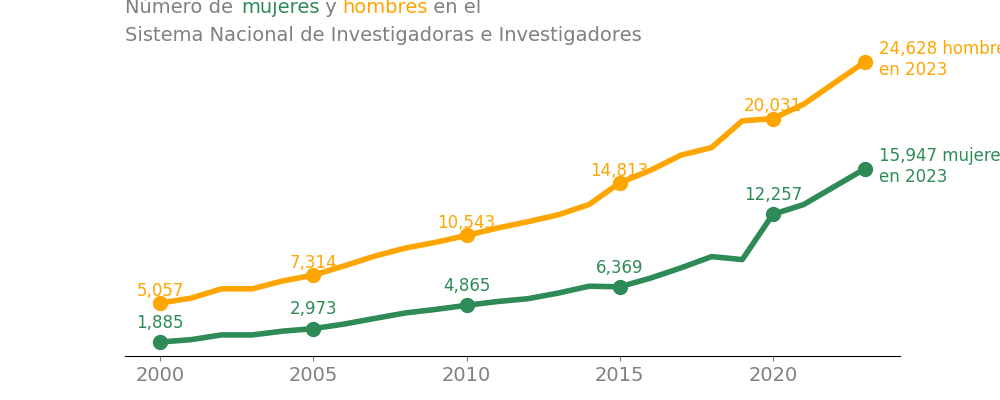 Número de mujeres y hombres en el
Sistema Nacional de Investigadoras e Investigadores
24,628 hombre
en 2023
20,031
15,947 mujere
en 2023
14,813
12,257
10,543
7,314
6,369
5,057
4,865
2,973
1,885
2000 2005 2010 2015 2020